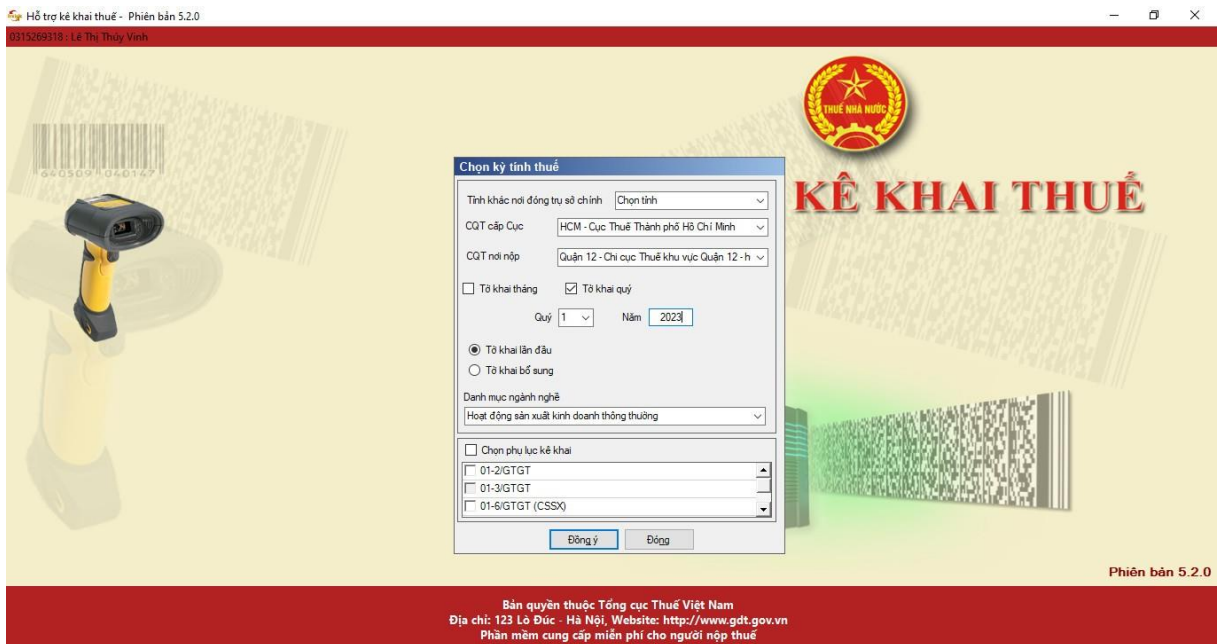 Hỗ trợ kê khai thuế - Phiên bản 5.2.0
0315269318 : Lê Thị Thúy Vinh
640509 040147
THUẾ NHÀ NƯỚC
KÊ KHAI THUẾ
Chọn kỳ tính thuế
Tỉnh khác nơi đóng trụ sở chính Chọn tỉnh
CQT cấp Cục HCM - Cục Thuế Thành phố Hồ Chí Minh
CQT nơi nộp Quận 12 - Chi cục Thuế khu vực Quận 12 - h
Tờ khai tháng Tờ khai quý
Quý 1 Năm 2023
Tờ khai lần đầu
Tờ khai bổ sung
Danh mục ngành nghề
Hoạt động sản xuất kinh doanh thông thường
Chọn phụ lục kê khai
01-2/GTGT
01-3/GTGT
01-6/GTGT (CSSX)
Đồng ý Đóng
Phiên bản 5.2.0
Bản quyền thuộc Tổng cục Thuế Việt Nam
Địa chỉ: 123 Lò Đúc - Hà Nội, Website: http://www.gdt.gov.vn
Phần mềm cung cấp miễn phí cho người nộp thuế